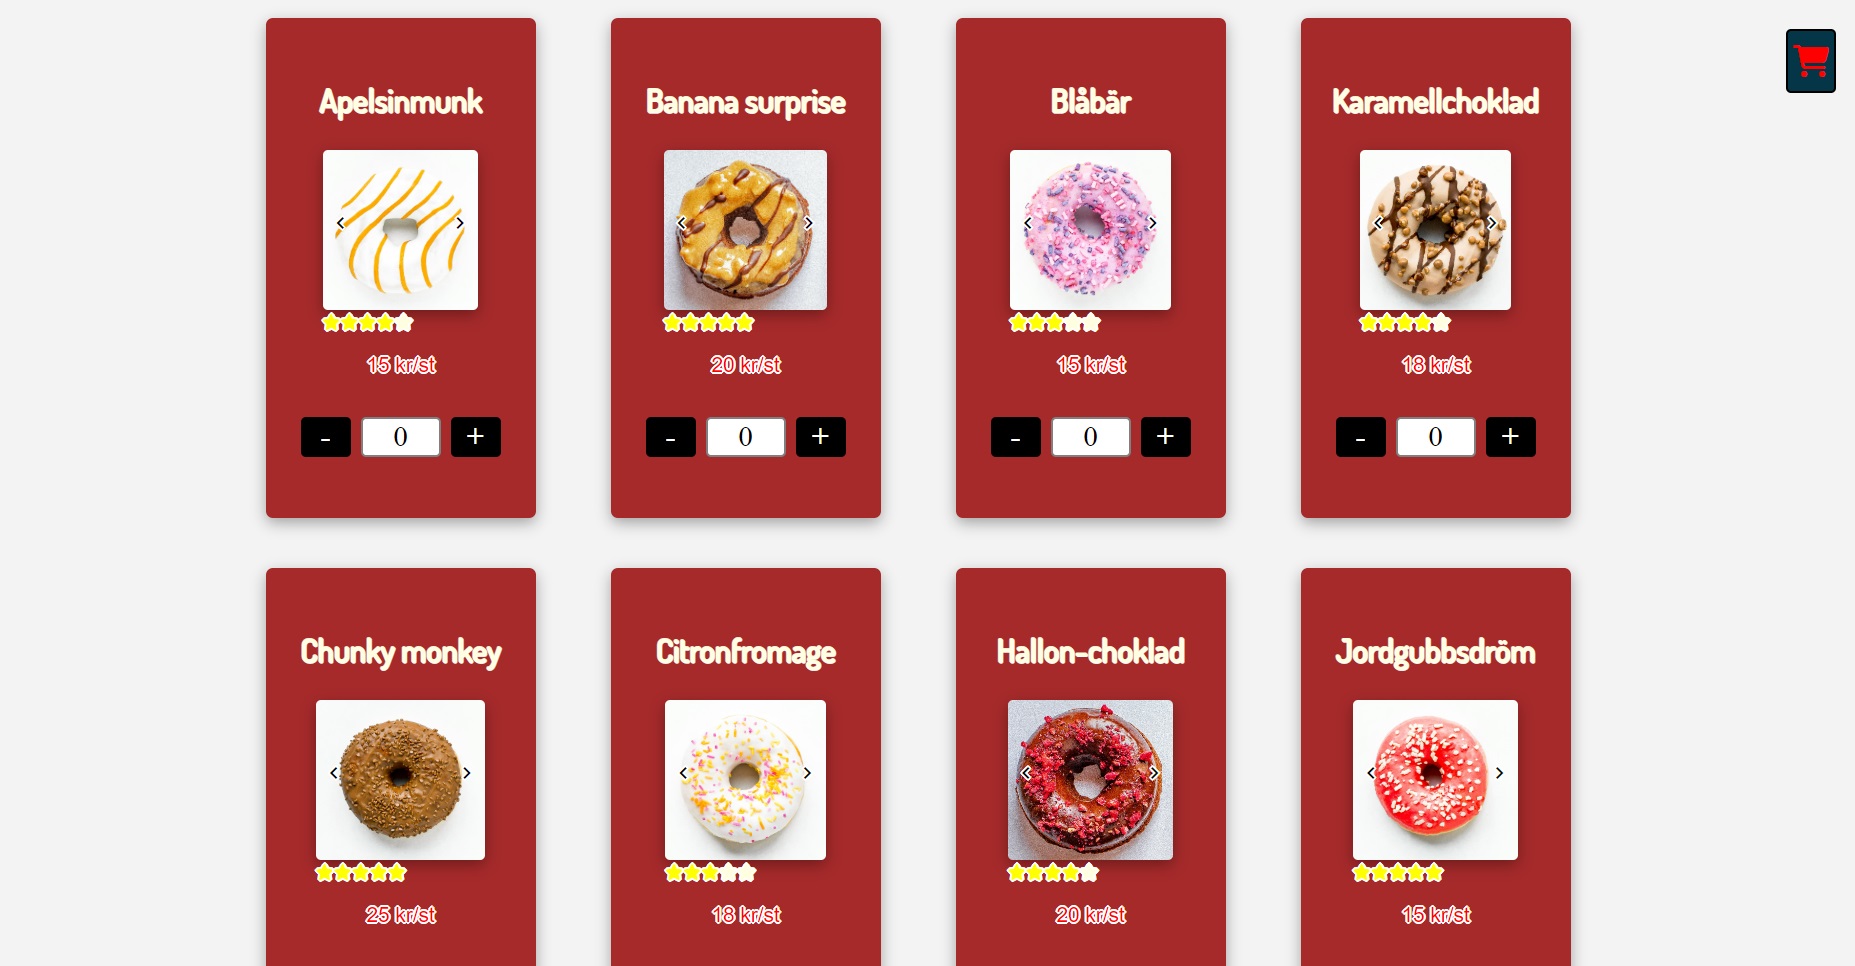 Apelsinmunk
15 kr/st
- 0 +
Banana surprise
20 kr/st
- 0 +
Blåbär
15 kr/st
- 0 +
Karamellchoklad
18 kr/st
- 0 +
Chunky monkey
25 kr/st
Citronfromage
18 kr/st
Hallon-choklad
20 kr/st
Jordgubbsdröm
15 kr/st